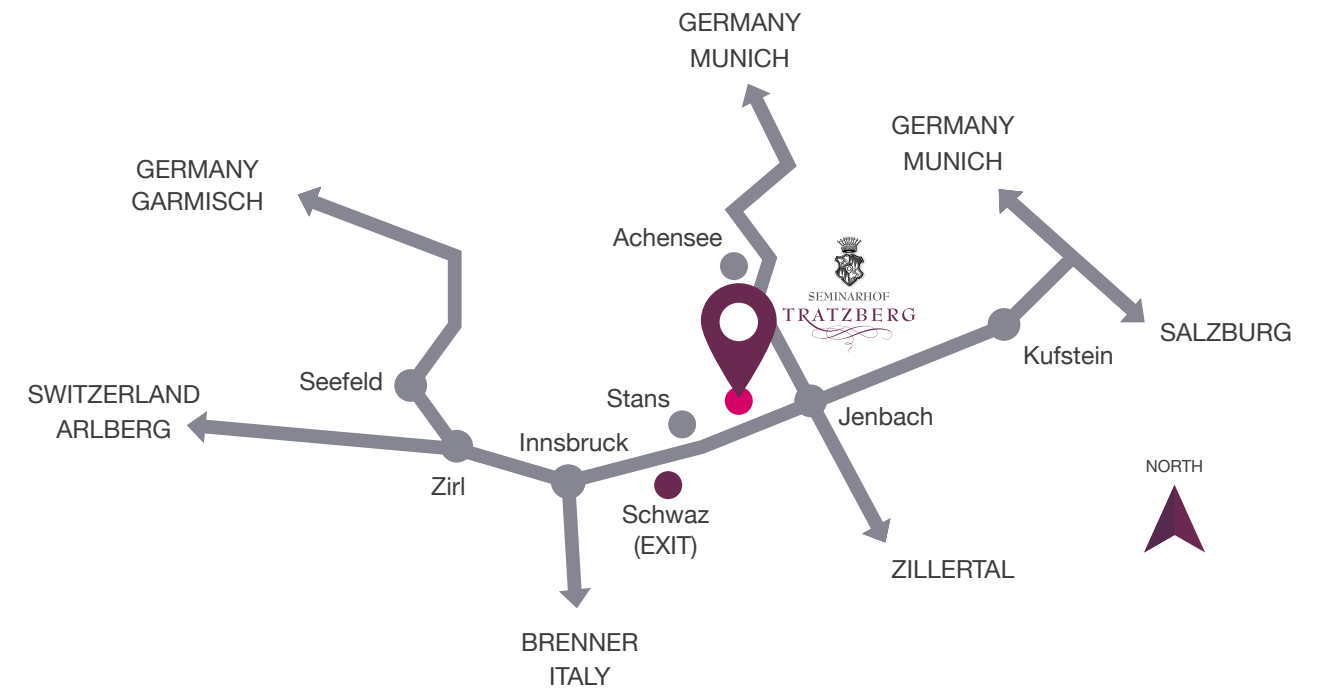 GERMANY
MUNICH
GERMANY
MUNICH
GERMANY
GARMISCH
Achensee
SEMINARHOF
TRATZBERG
SALZBURG
Kufstein
Seefeld
SWITZERLAND
ARLBERG
Stans
Jenbach
Innsbruck
Zirl
NORTH
Schwaz
(EXIT)
ZILLERTAL
BRENNER
ITALY